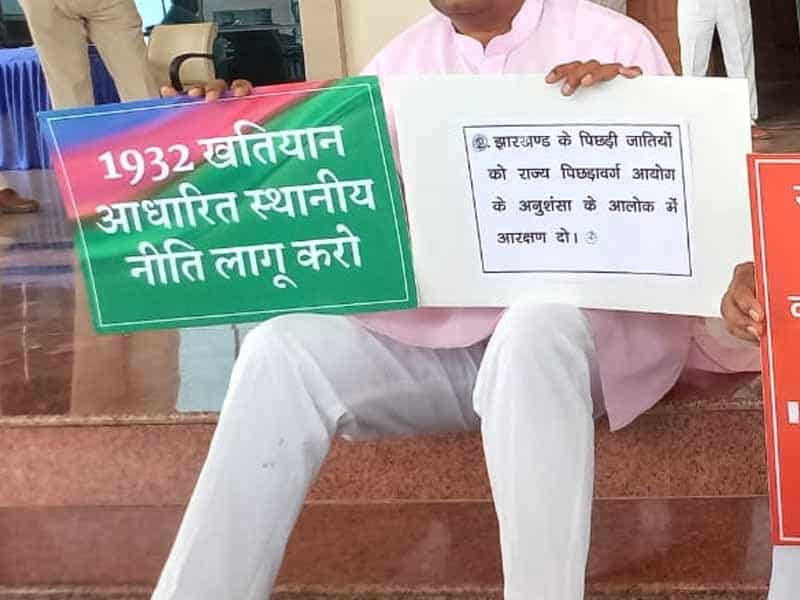 1932 खतियान
आधारित स्थानीय
नीति लागू करो
झारखण्ड के पिछड़ी जातियों
को राज्य पिछड़ावर्ग आयोग
के अनुशंसा के आलोक में
आरक्षण दो।